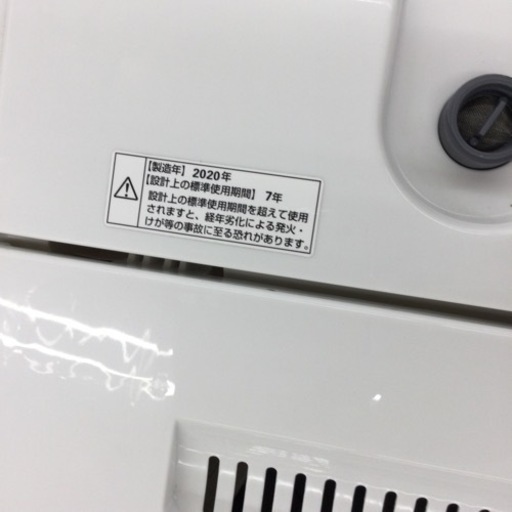 【製造年】2020年
【設計上の標準使用期間】7年
設計上の標準使用期間を超えて使用
されますと、経年劣化による発火・
けが等の事故に至る恐れがあります。